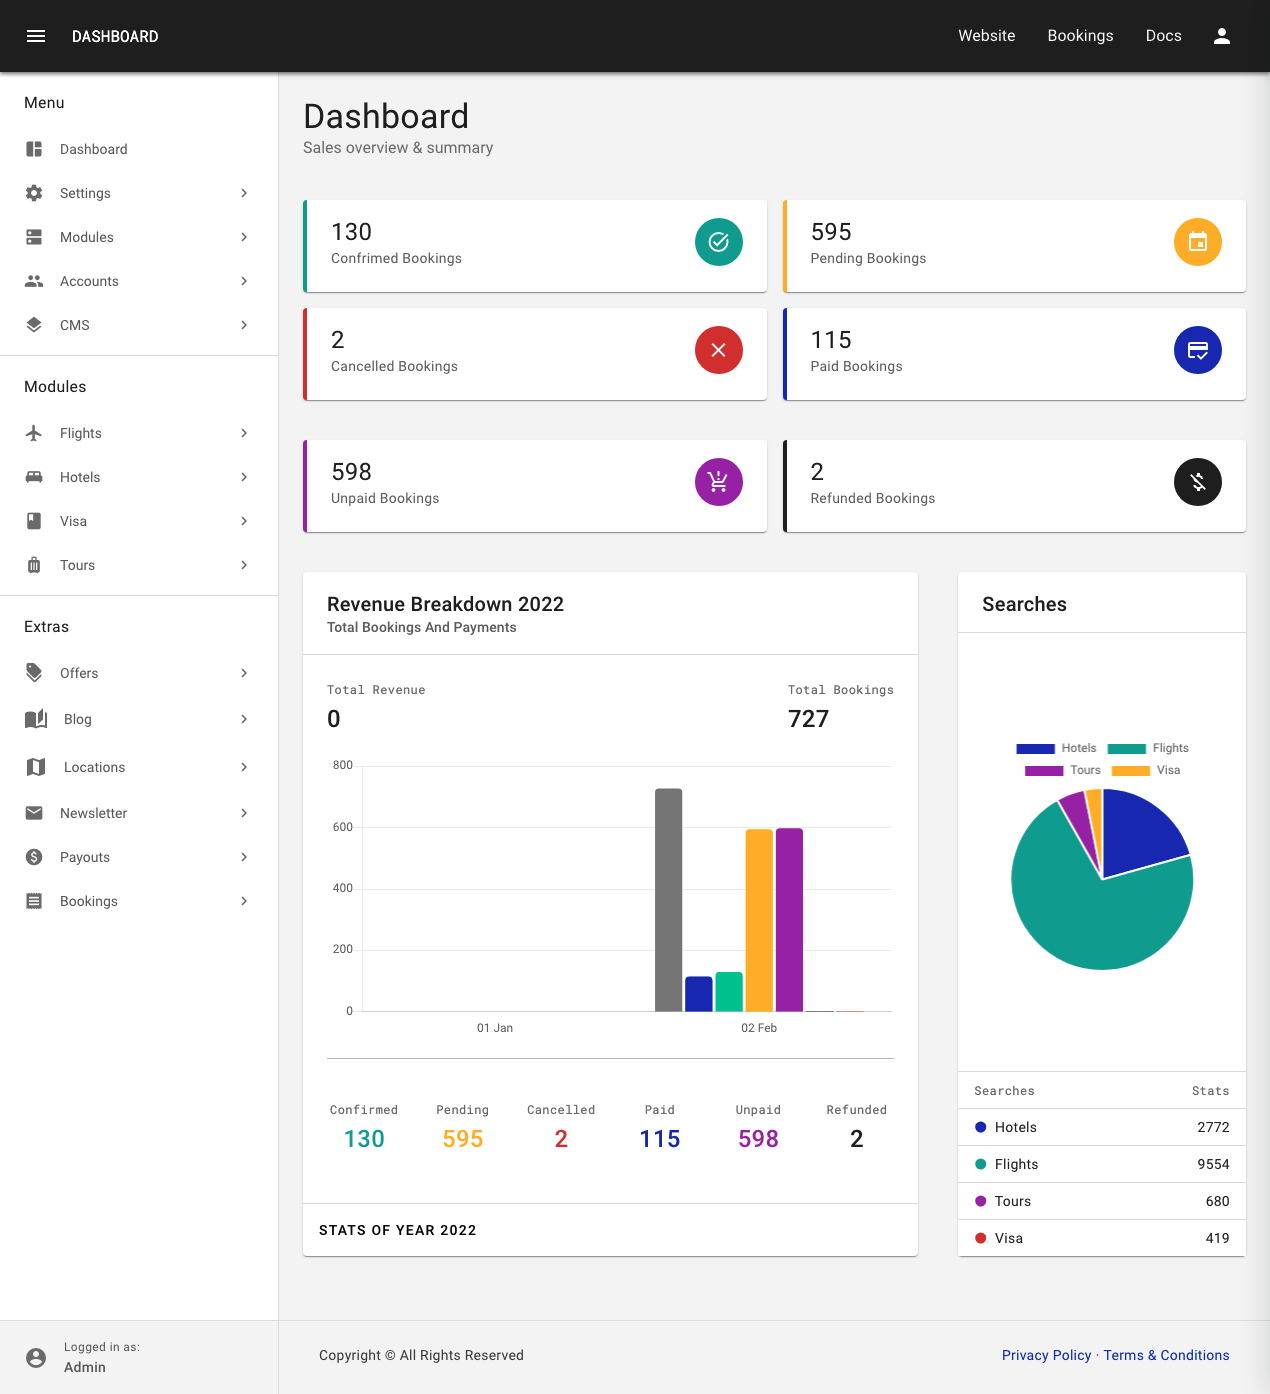 DASHBOARD
Website
Bookings
Docs
Menu
Dashboard
Settings
Modules
Accounts
CMS
Modules
Flights
Hotels
Visa
Tours
Extras
Offers
Blog
Locations
Newsletter
Payouts
Bookings
Logged in as:
Admin
Dashboard
Sales overview & summary
130
Confrimed Bookings
595
Pending Bookings
2
Cancelled Bookings
115
Paid Bookings
598
Unpaid Bookings
2
Refunded Bookings
Revenue Breakdown 2022
Total Bookings And Payments
Total Revenue
0
Total Bookings
727
800
600
400
200
0
01 Jan
02 Feb
Confirmed
130
Pending
595
Cancelled
2
Paid
115
Unpaid
598
Refunded
2
STATS OF YEAR 2022
Searches
Hotels
Flights
Tours
Visa
Searches Stats
Hotels 2772
Flights 9554
Tours 680
Visa 419
Copyright © All Rights Reserved
Privacy Policy · Terms & Conditions